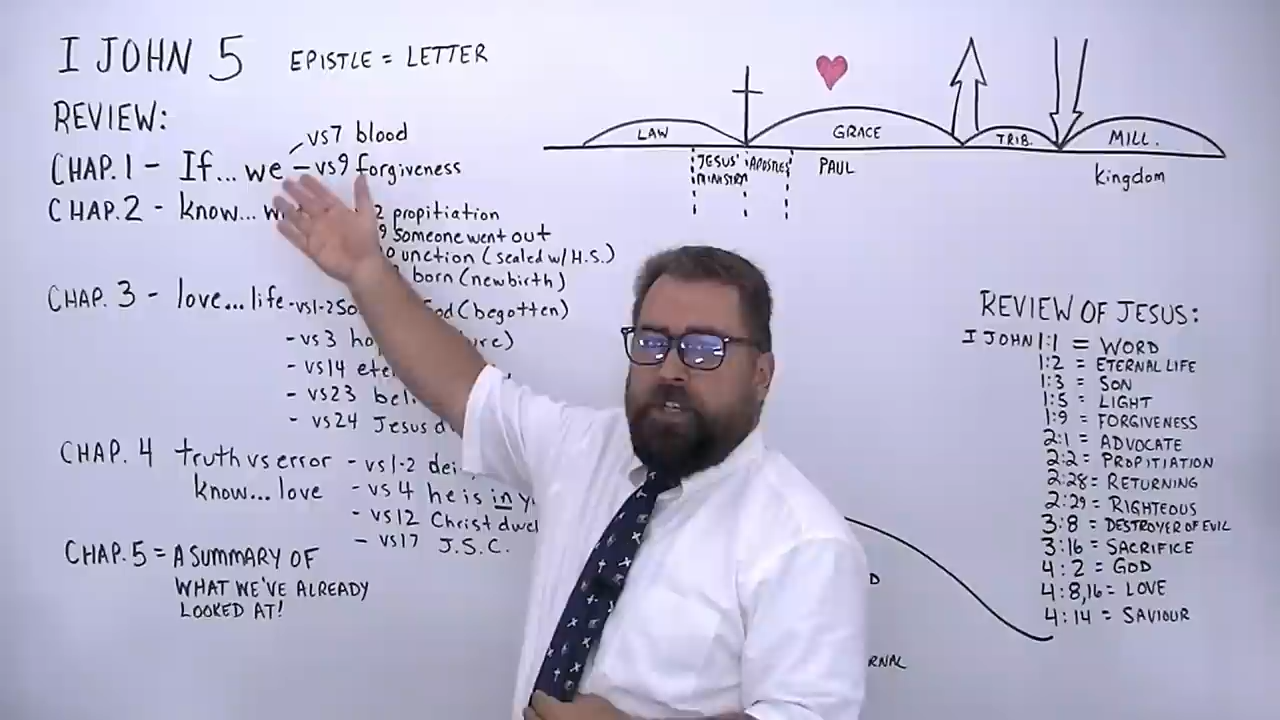 I JOHN 5 EPISTLE = LETTER
REVIEW:
vs7 blood
CHAP. 1 - If... we - vs9 forgiveness
CHAP. 2 - know...
2 propitiation
9 someone went out
unction (sealed w/ H.S.)
born (newbirth)
CHAP. 3 - love... life - vs1-2 (begotten)
- vs3
- vs14
- vs23
- vs24 Jesus
CHAP. 4 truth vs error - vs1-2
know... love - vs4 he is in
- vs12 Christ
- vs17 J.S.C.
CHAP. 5 = A SUMMARY OF
WHAT WE'VE ALREADY
LOOKED AT!
LAW GRACE TRIB. MILL.
JESUS' MINISTRY APOSTLES PAUL
kingdom
REVIEW OF JESUS:
I JOHN 1:1 = WORD
1:2 = ETERNAL LIFE
1:3 = SON
1:5 = LIGHT
1:9 = FORGIVENESS
2:1 = ADVOCATE
2:2 = PROPITIATION
2:28 = RETURNING
2:29 = RIGHTEOUS
3:8 = DESTROYER OF EVIL
3:16 = SACRIFICE
4:2 = GOD
4:8,16 = LOVE
4:14 = SAVIOUR